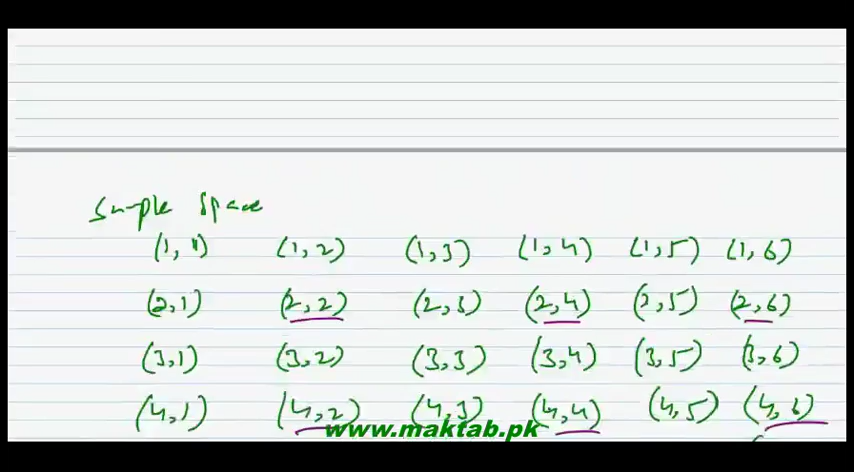 Sample Space
(1,1) (1,2) (1,3) (1,4) (1,5) (1,6)
(2,1) (2,2) (2,3) (2,4) (2,5) (2,6)
(3,1) (3,2) (3,3) (3,4) (3,5) (3,6)
(4,1) (4,2) (4,3) (4,4) (4,5) (4,6)
www.maktab.pk